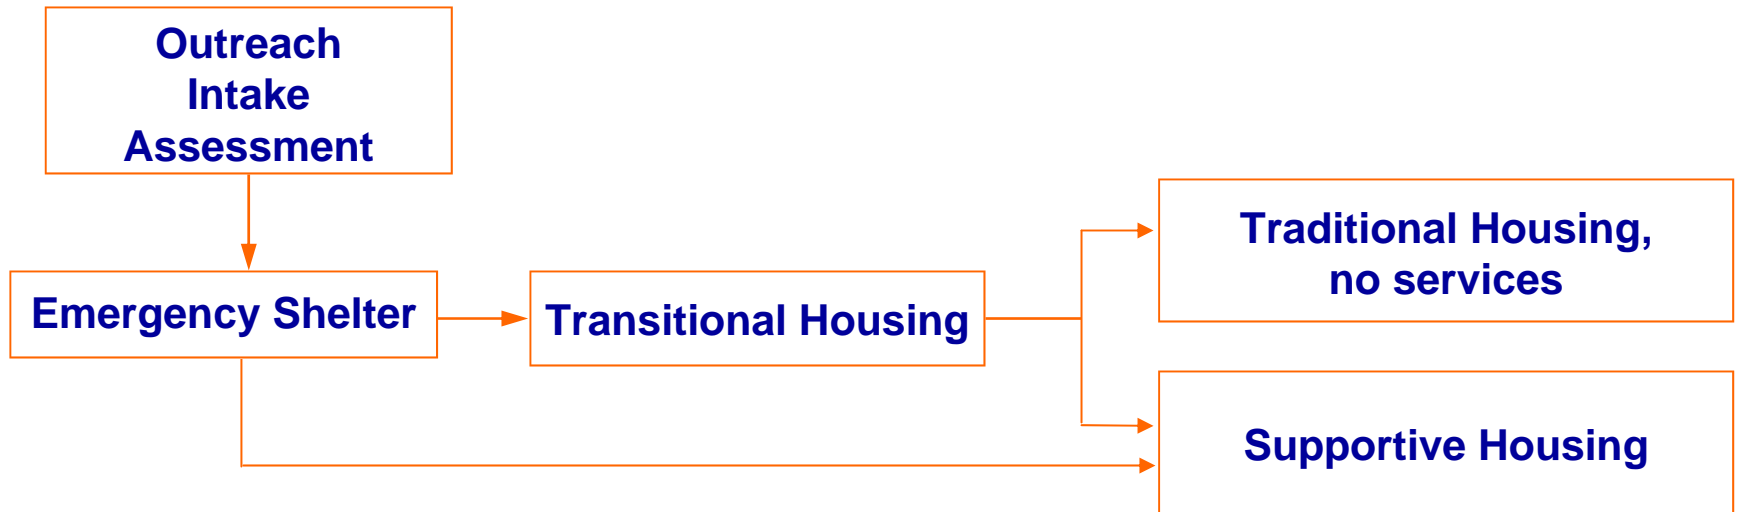 Outreach
Intake
Assessment
Emergency Shelter
Transitional Housing
Traditional Housing,
no services
Supportive Housing